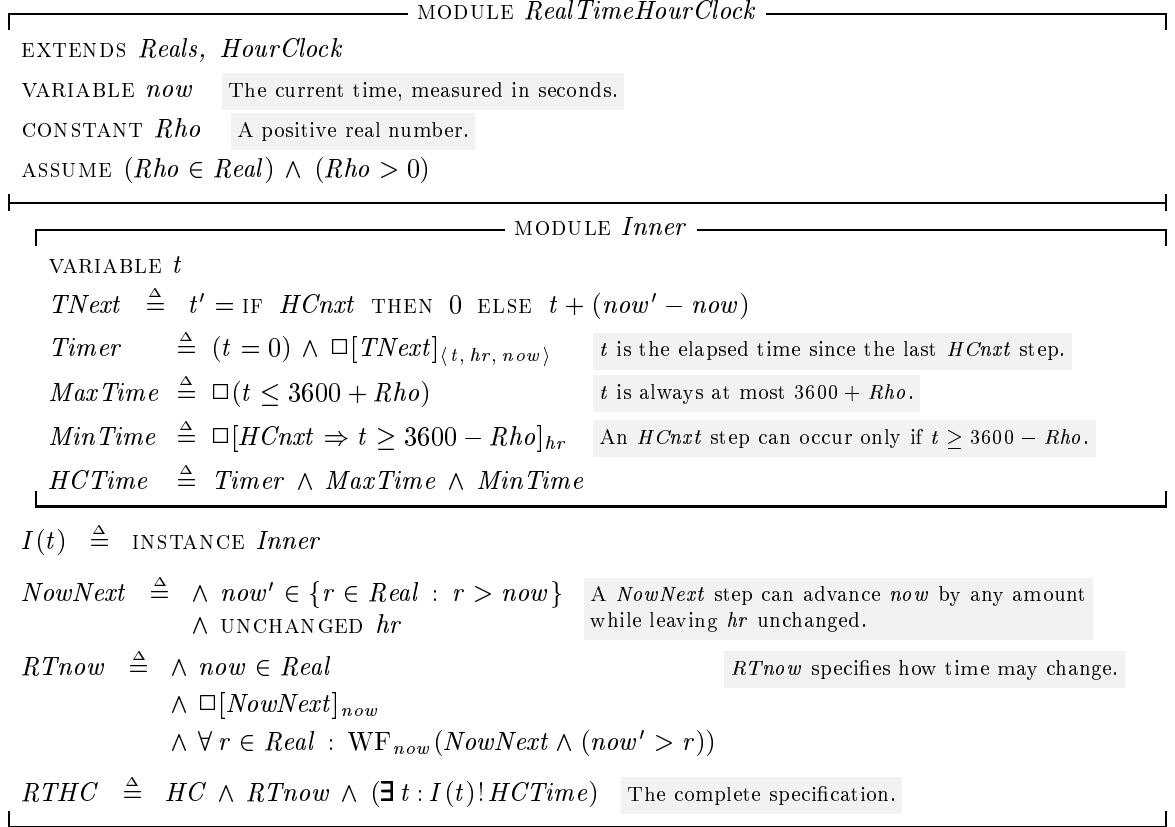 MODULE RealTimeHourClock
EXTENDS Reals, HourClock
VARIABLE now The current time, measured in seconds.
CONSTANT Rho A positive real number.
ASSUME (Rho ∈ Real) ∧ (Rho > 0)
MODULE Inner
VARIABLE t
TNext ≜ t′ = IF HCnxt THEN 0 ELSE t + (now′ − now)
Timer ≜ (t = 0) ∧ □[TNext]⟨t, hr, now⟩ t is the elapsed time since the last HCnxt step.
MaxTime ≜ □(t ≤ 3600 + Rho) t is always at most 3600 + Rho.
MinTime ≜ □[HCnxt ⇒ t ≥ 3600 − Rho]hr An HCnxt step can occur only if t ≥ 3600 − Rho.
HCTime ≜ Timer ∧ MaxTime ∧ MinTime
I(t) ≜ INSTANCE Inner
NowNext ≜ ∧ now′ ∈ {r ∈ Real : r > now} A NowNext step can advance now by any amount
∧ UNCHANGED hr while leaving hr unchanged.
RTnow ≜ ∧ now ∈ Real RTnow specifies how time may change.
∧ □[NowNext]now
∧ ∀ r ∈ Real : WFnow(NowNext ∧ (now′ > r))
RTHC ≜ HC ∧ RTnow ∧ (∃ t : I(t)!HCTime) The complete specification.